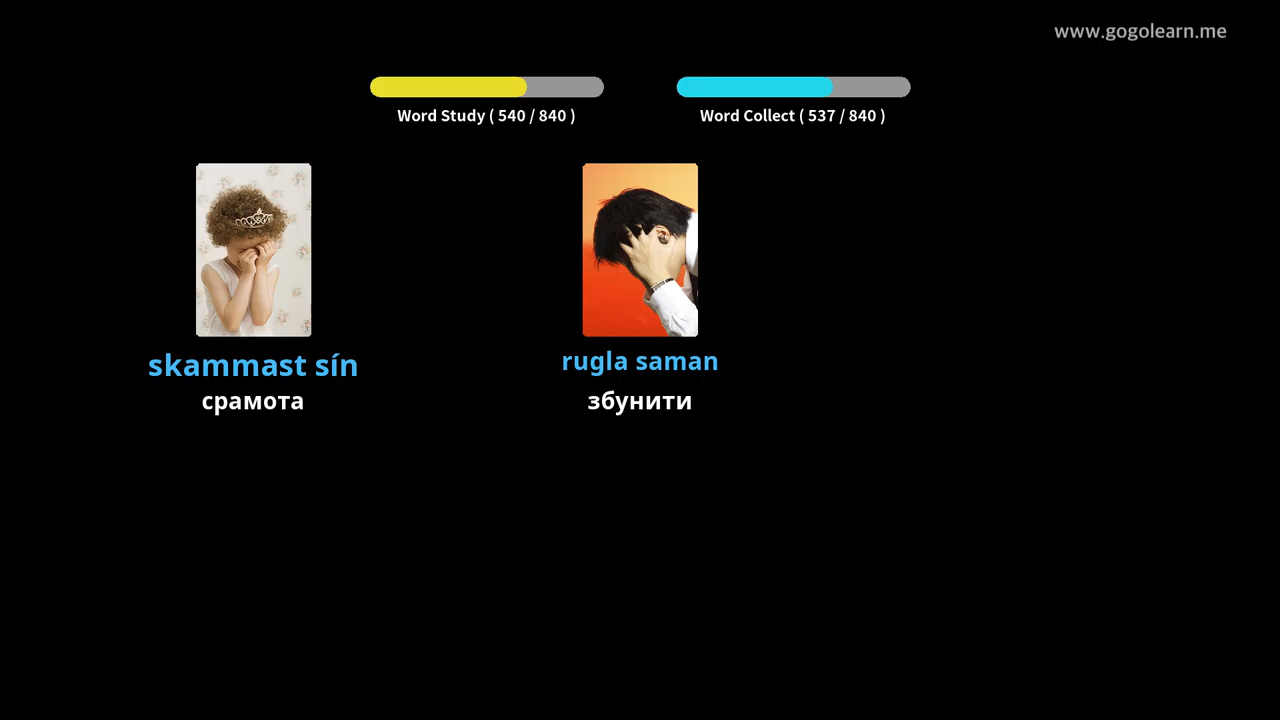 www.gogolearn.me
Word Study ( 540 / 840 )
Word Collect ( 537 / 840 )
skammast sín
срамота
rugla saman
збунити